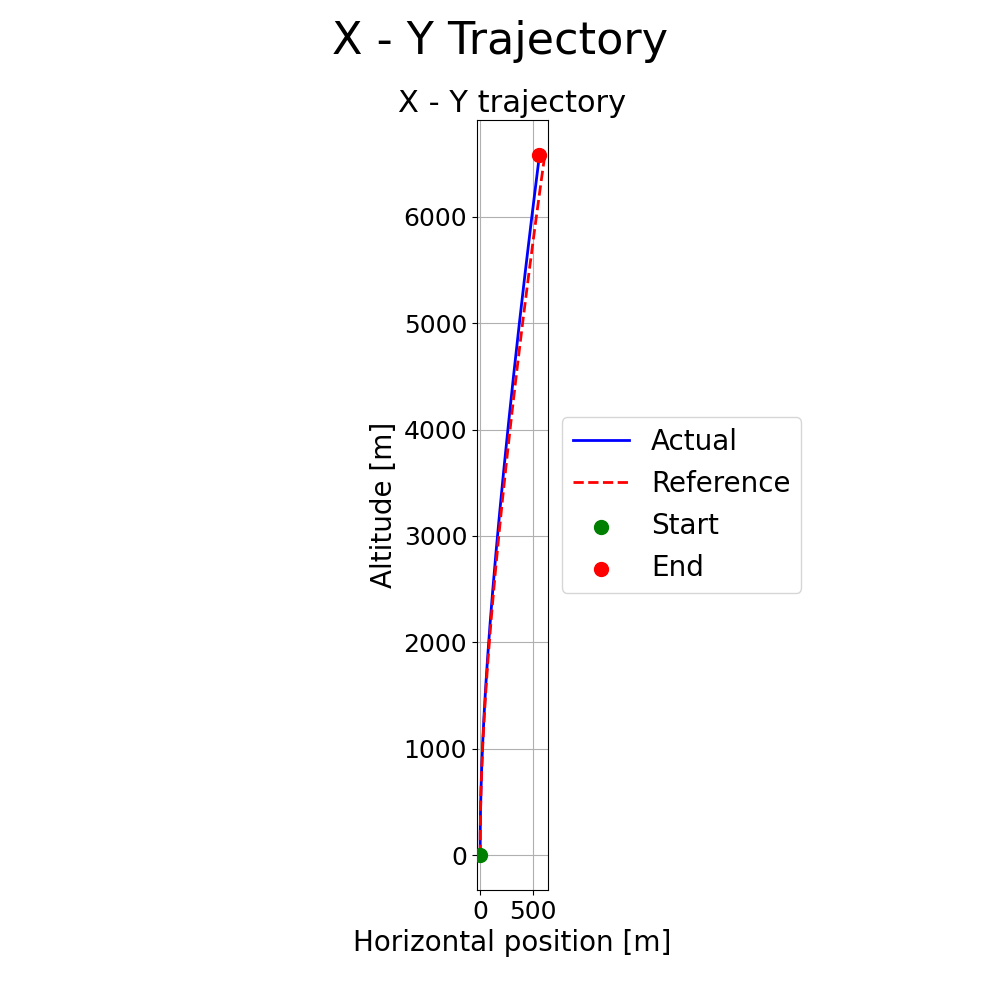 X - Y Trajectory
X - Y trajectory
Altitude [m]
6000
5000
4000
3000
2000
1000
0
0 500
Horizontal position [m]
Actual
Reference
Start
End